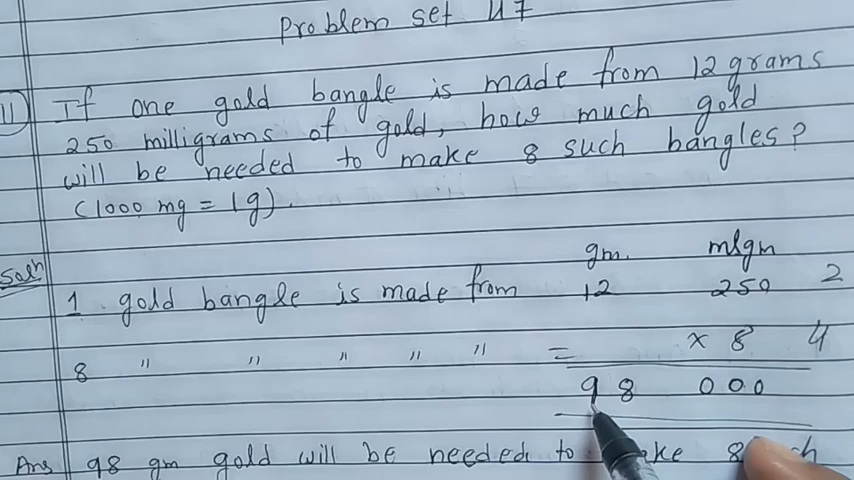 Problem set 47
11 If one gold bangle is made from 12 grams
250 milligrams of gold, how much gold
will be needed to make 8 such bangles?
(1000 mg = 1g).
gm. mlgm
Soln 1 gold bangle is made from 12 250 2
8 " " " " " = x 8 4
98 000
Ans 98 gm gold will be needed to make 8